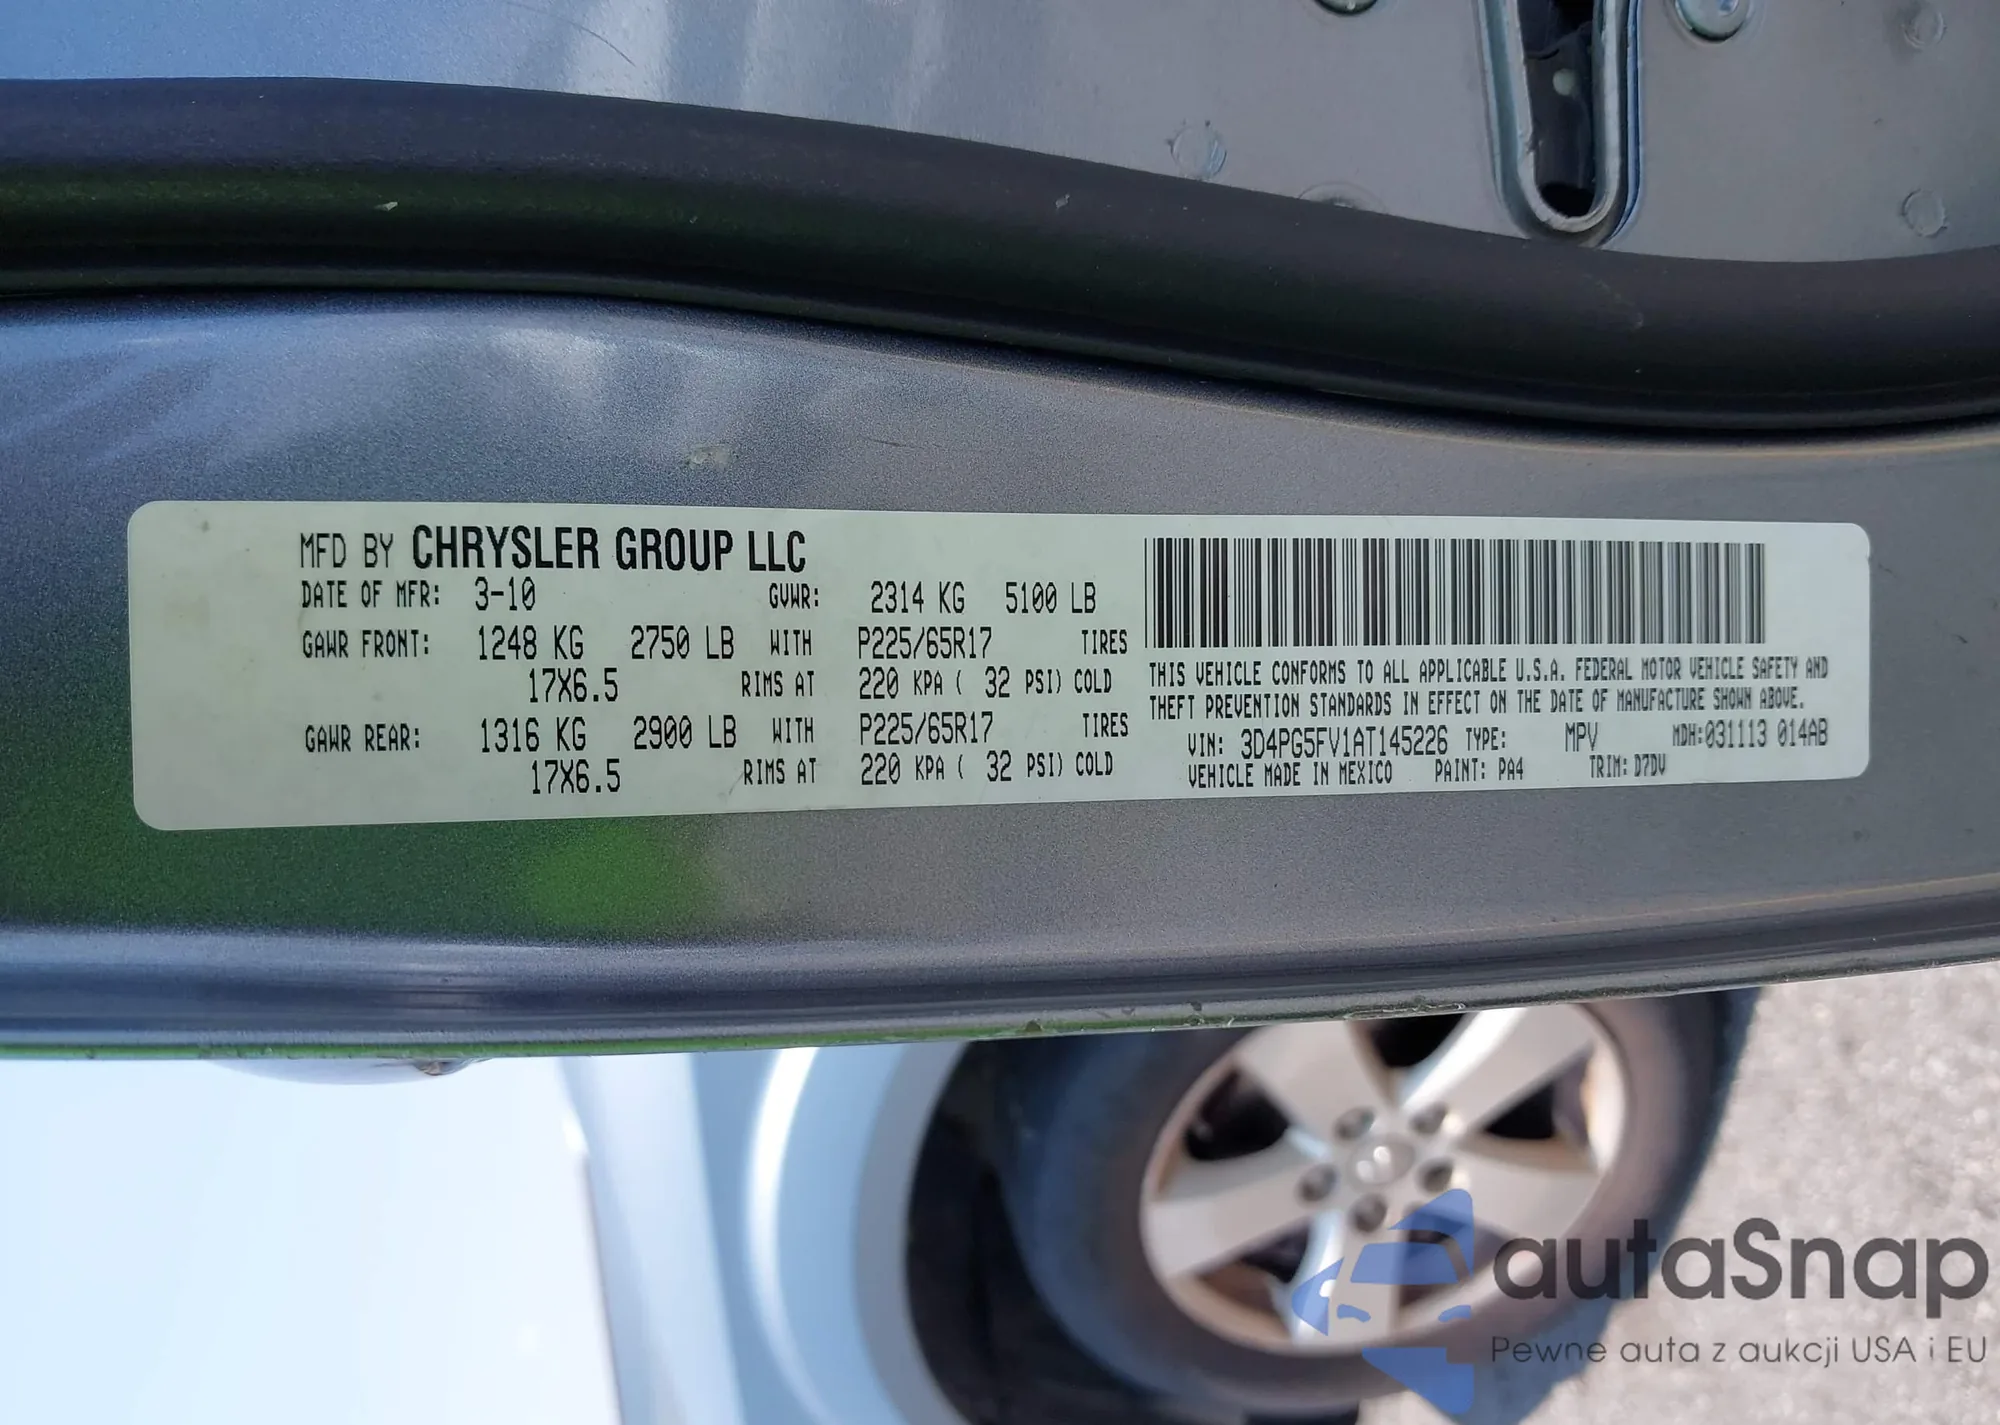 MFD BY CHRYSLER GROUP LLC
DATE OF MFR: 3-10 GVWR: 2314 KG 5100 LB
GAWR FRONT: 1248 KG 2750 LB WITH P225/65R17 TIRES
17X6.5 RIMS AT 220 KPA ( 32 PSI) COLD
GAWR REAR: 1316 KG 2900 LB WITH P225/65R17 TIRES
17X6.5 RIMS AT 220 KPA ( 32 PSI) COLD
THIS VEHICLE CONFORMS TO ALL APPLICABLE U.S.A. FEDERAL MOTOR VEHICLE SAFETY AND
THEFT PREVENTION STANDARDS IN EFFECT ON THE DATE OF MANUFACTURE SHOWN ABOVE.
VIN: 3D4PG5FV1AT145226 TYPE: MPV MDH:031113 014AB
VEHICLE MADE IN MEXICO PAINT: PA4 TRIM: D7DV
autaSnap
Pewne auta z aukcji USA i EU